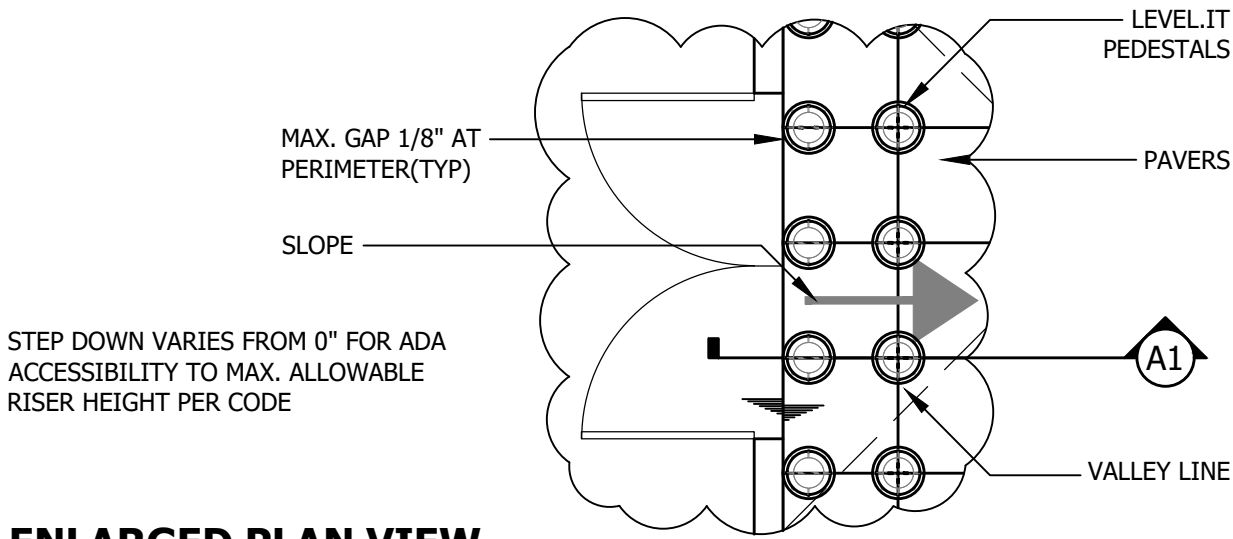 LEVEL.IT
PEDESTALS
MAX. GAP 1/8" AT
PERIMETER(TYP)
PAVERS
SLOPE
STEP DOWN VARIES FROM 0" FOR ADA
ACCESSIBILITY TO MAX. ALLOWABLE
RISER HEIGHT PER CODE
A1
VALLEY LINE
ENLARGED PLAN VIEW